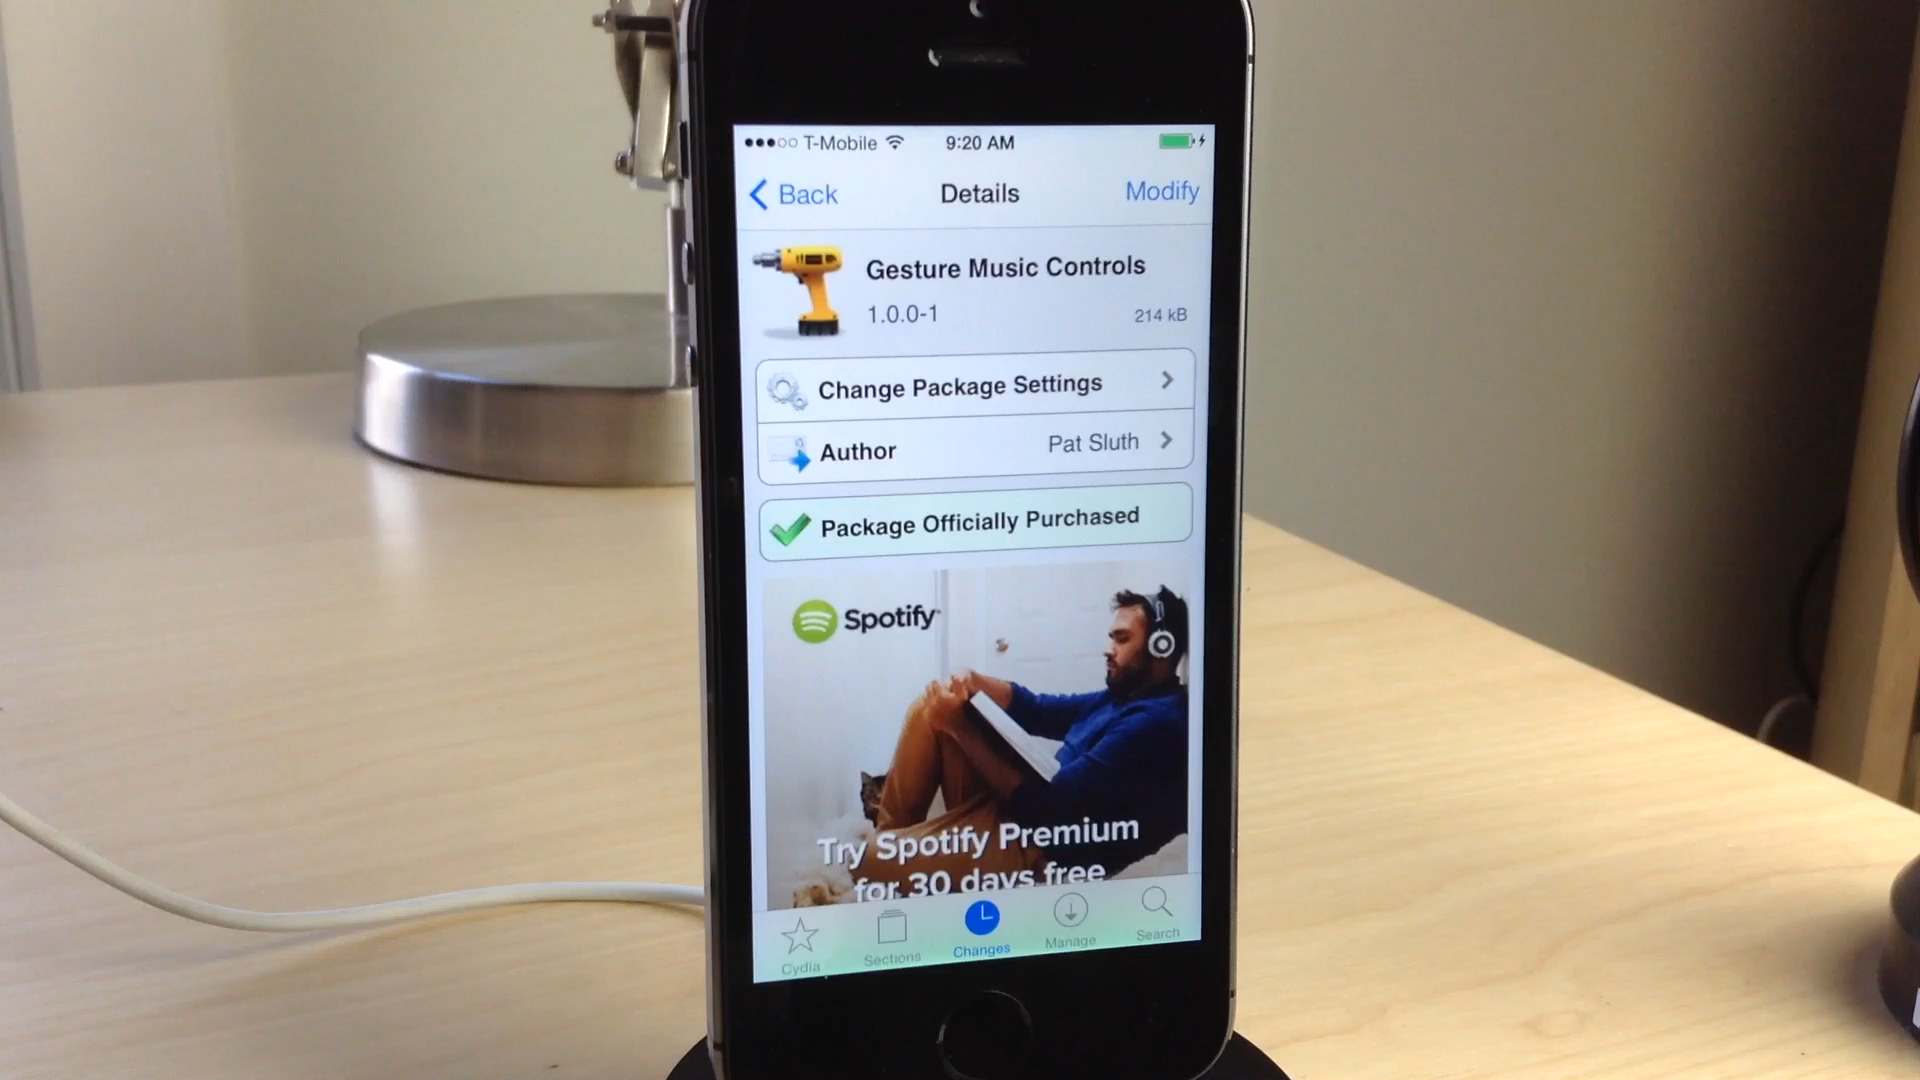 T-Mobile 9:20 AM
Back Details Modify
Gesture Music Controls
1.0.0-1 214 kB
Change Package Settings
Author Pat Sluth
Package Officially Purchased
Spotify
Try Spotify Premium
for 30 days free
Cydia Sections Changes Manage Search